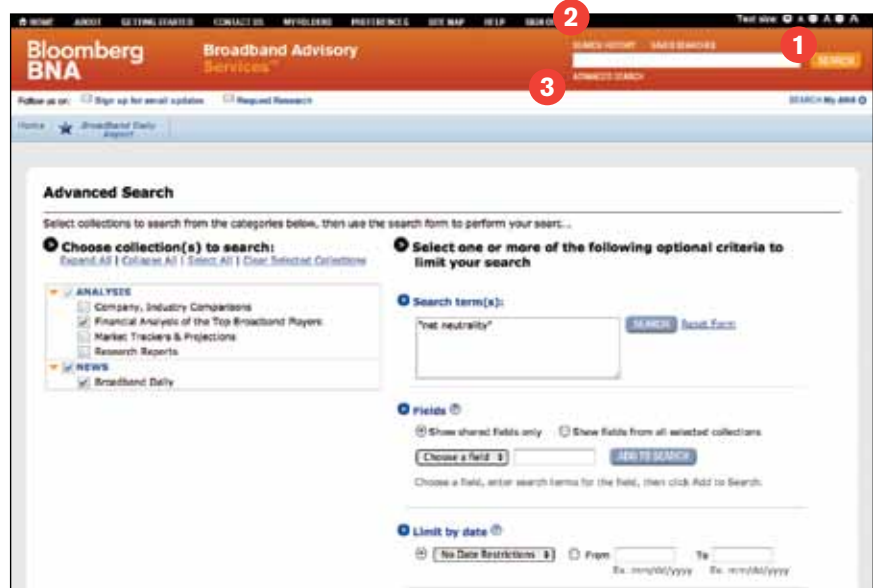 HOME ABOUT GETTING STARTED CONTACT US MY FOLDERS PREFERENCES SITE MAP HELP SIGN
2
Text size: A A A
1
Bloomberg
BNA
Broadband Advisory
Services™
SEARCH HISTORY SAVED SEARCHES
SEARCH
3
ADVANCED SEARCH
Follow us on: Sign up for email updates Request Research
SEARCH My BNA
Home Broadband Daily
Report
Advanced Search
Select collections to search from the categories below, then use the search form to perform your searc...
Choose collection(s) to search:
Expand All | Collapse All | Select All | Clear Selected Collections
ANALYSIS
Company, Industry Comparisons
Financial Analysis of the Top Broadband Players
Market Trackers & Projections
Research Reports
NEWS
Broadband Daily
Select one or more of the following optional criteria to
limit your search
Search term(s):
"net neutrality"
SEARCH Reset Form
Fields ?
Show shared fields only Show fields from all selected collections
Choose a field
ADD TO SEARCH
Choose a field, enter search terms for the field, then click Add to Search.
Limit by date ?
No Date Restrictions From To
Ex. mm/dd/yyyy Ex. mm/dd/yyyy